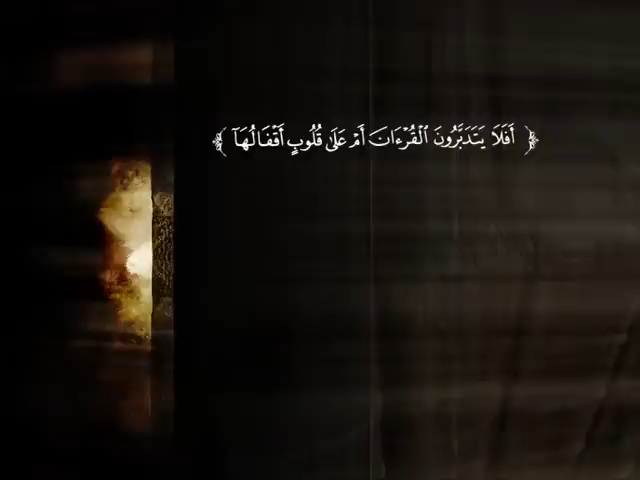 ﴿ أَفَلَا يَتَدَبَّرُونَ ٱلْقُرْءَانَ أَمْ عَلَىٰ قُلُوبٍ أَقْفَالُهَآ ﴾